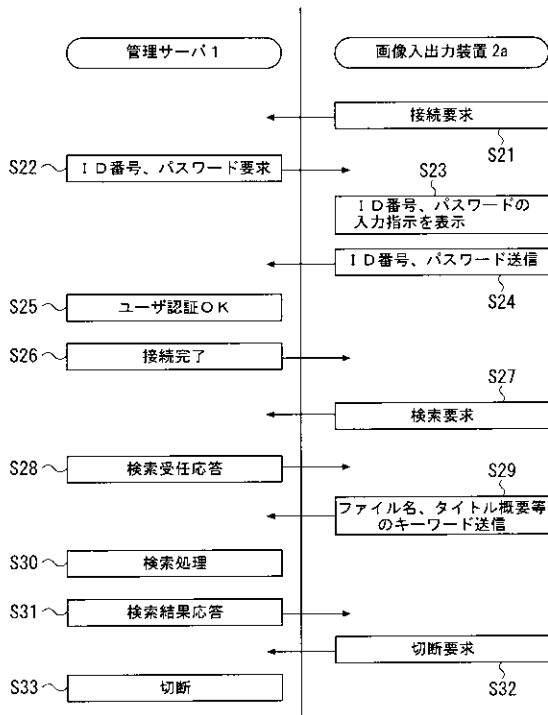 管理サーバ1
画像入出力装置2a
接続要求
S21
S22
ID番号、パスワード要求
S23
ID番号、パスワードの
入力指示を表示
ID番号、パスワード送信
S24
S25
ユーザ認証OK
S26
接続完了
S27
検索要求
S28
検索受任応答
S29
ファイル名、タイトル概要等
のキーワード送信
S30
検索処理
S31
検索結果応答
切断要求
S32
S33
切断